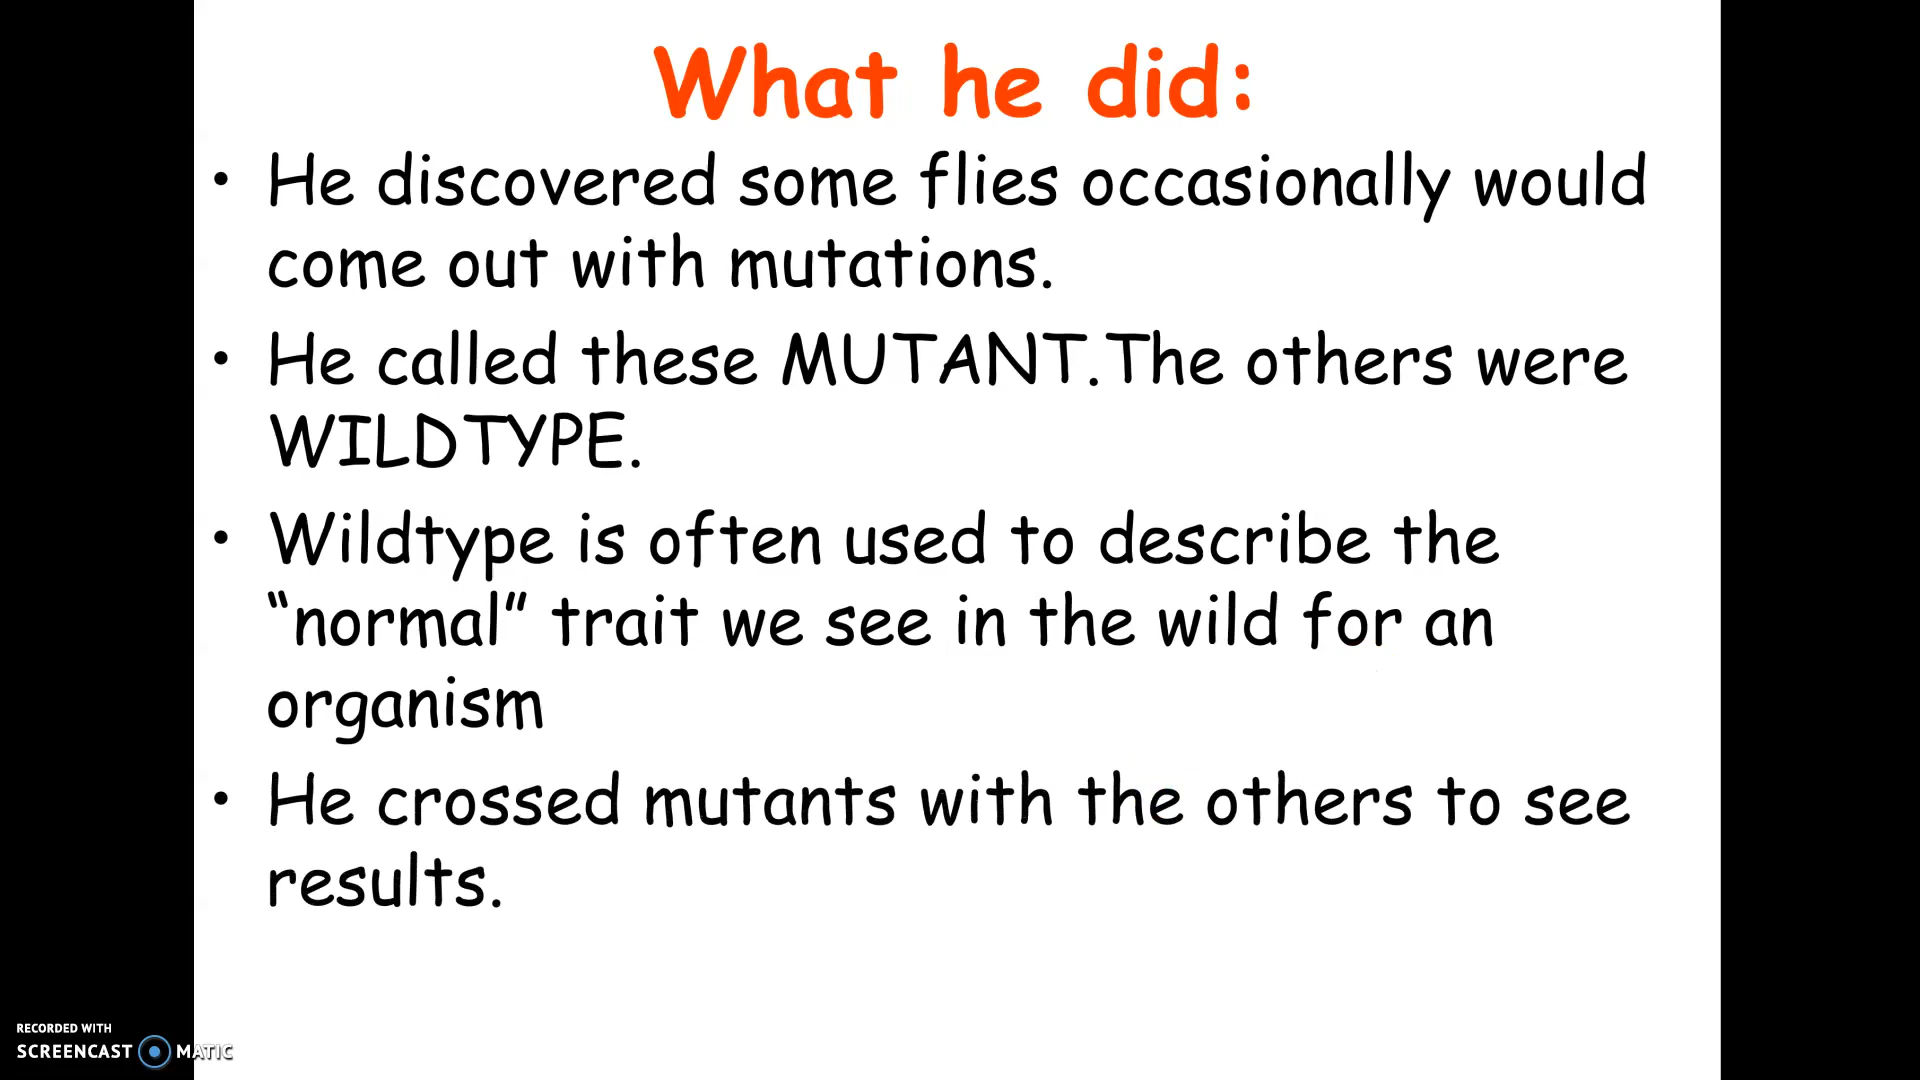 What he did:
• He discovered some flies occasionally would
come out with mutations.
• He called these MUTANT.The others were
WILDTYPE.
• Wildtype is often used to describe the
“normal” trait we see in the wild for an
organism
• He crossed mutants with the others to see
results.
RECORDED WITH
SCREENCAST MATIC